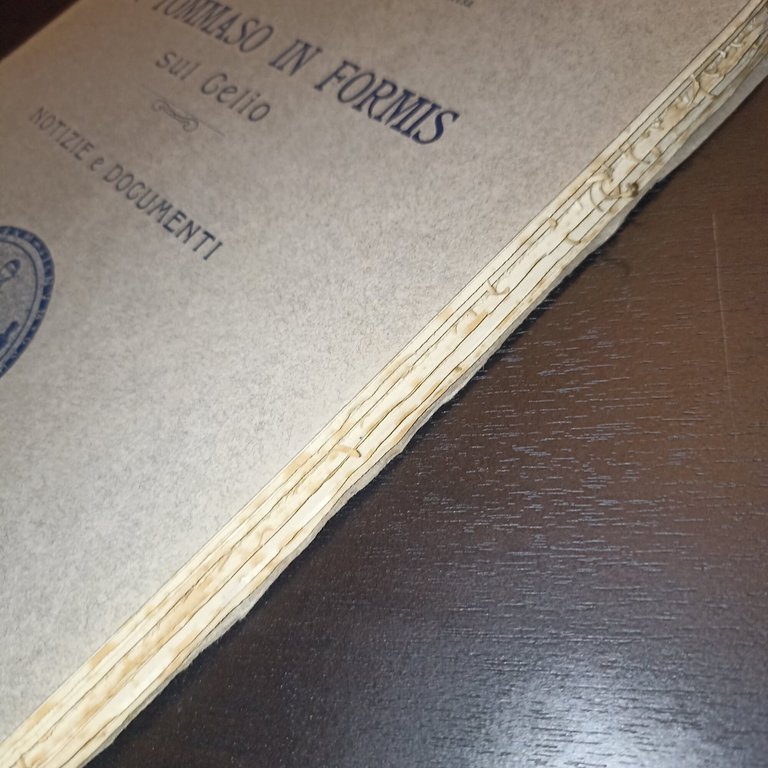 TOMMASO IN FORMIS
sul Celio
NOTIZIE e DOCUMENTI